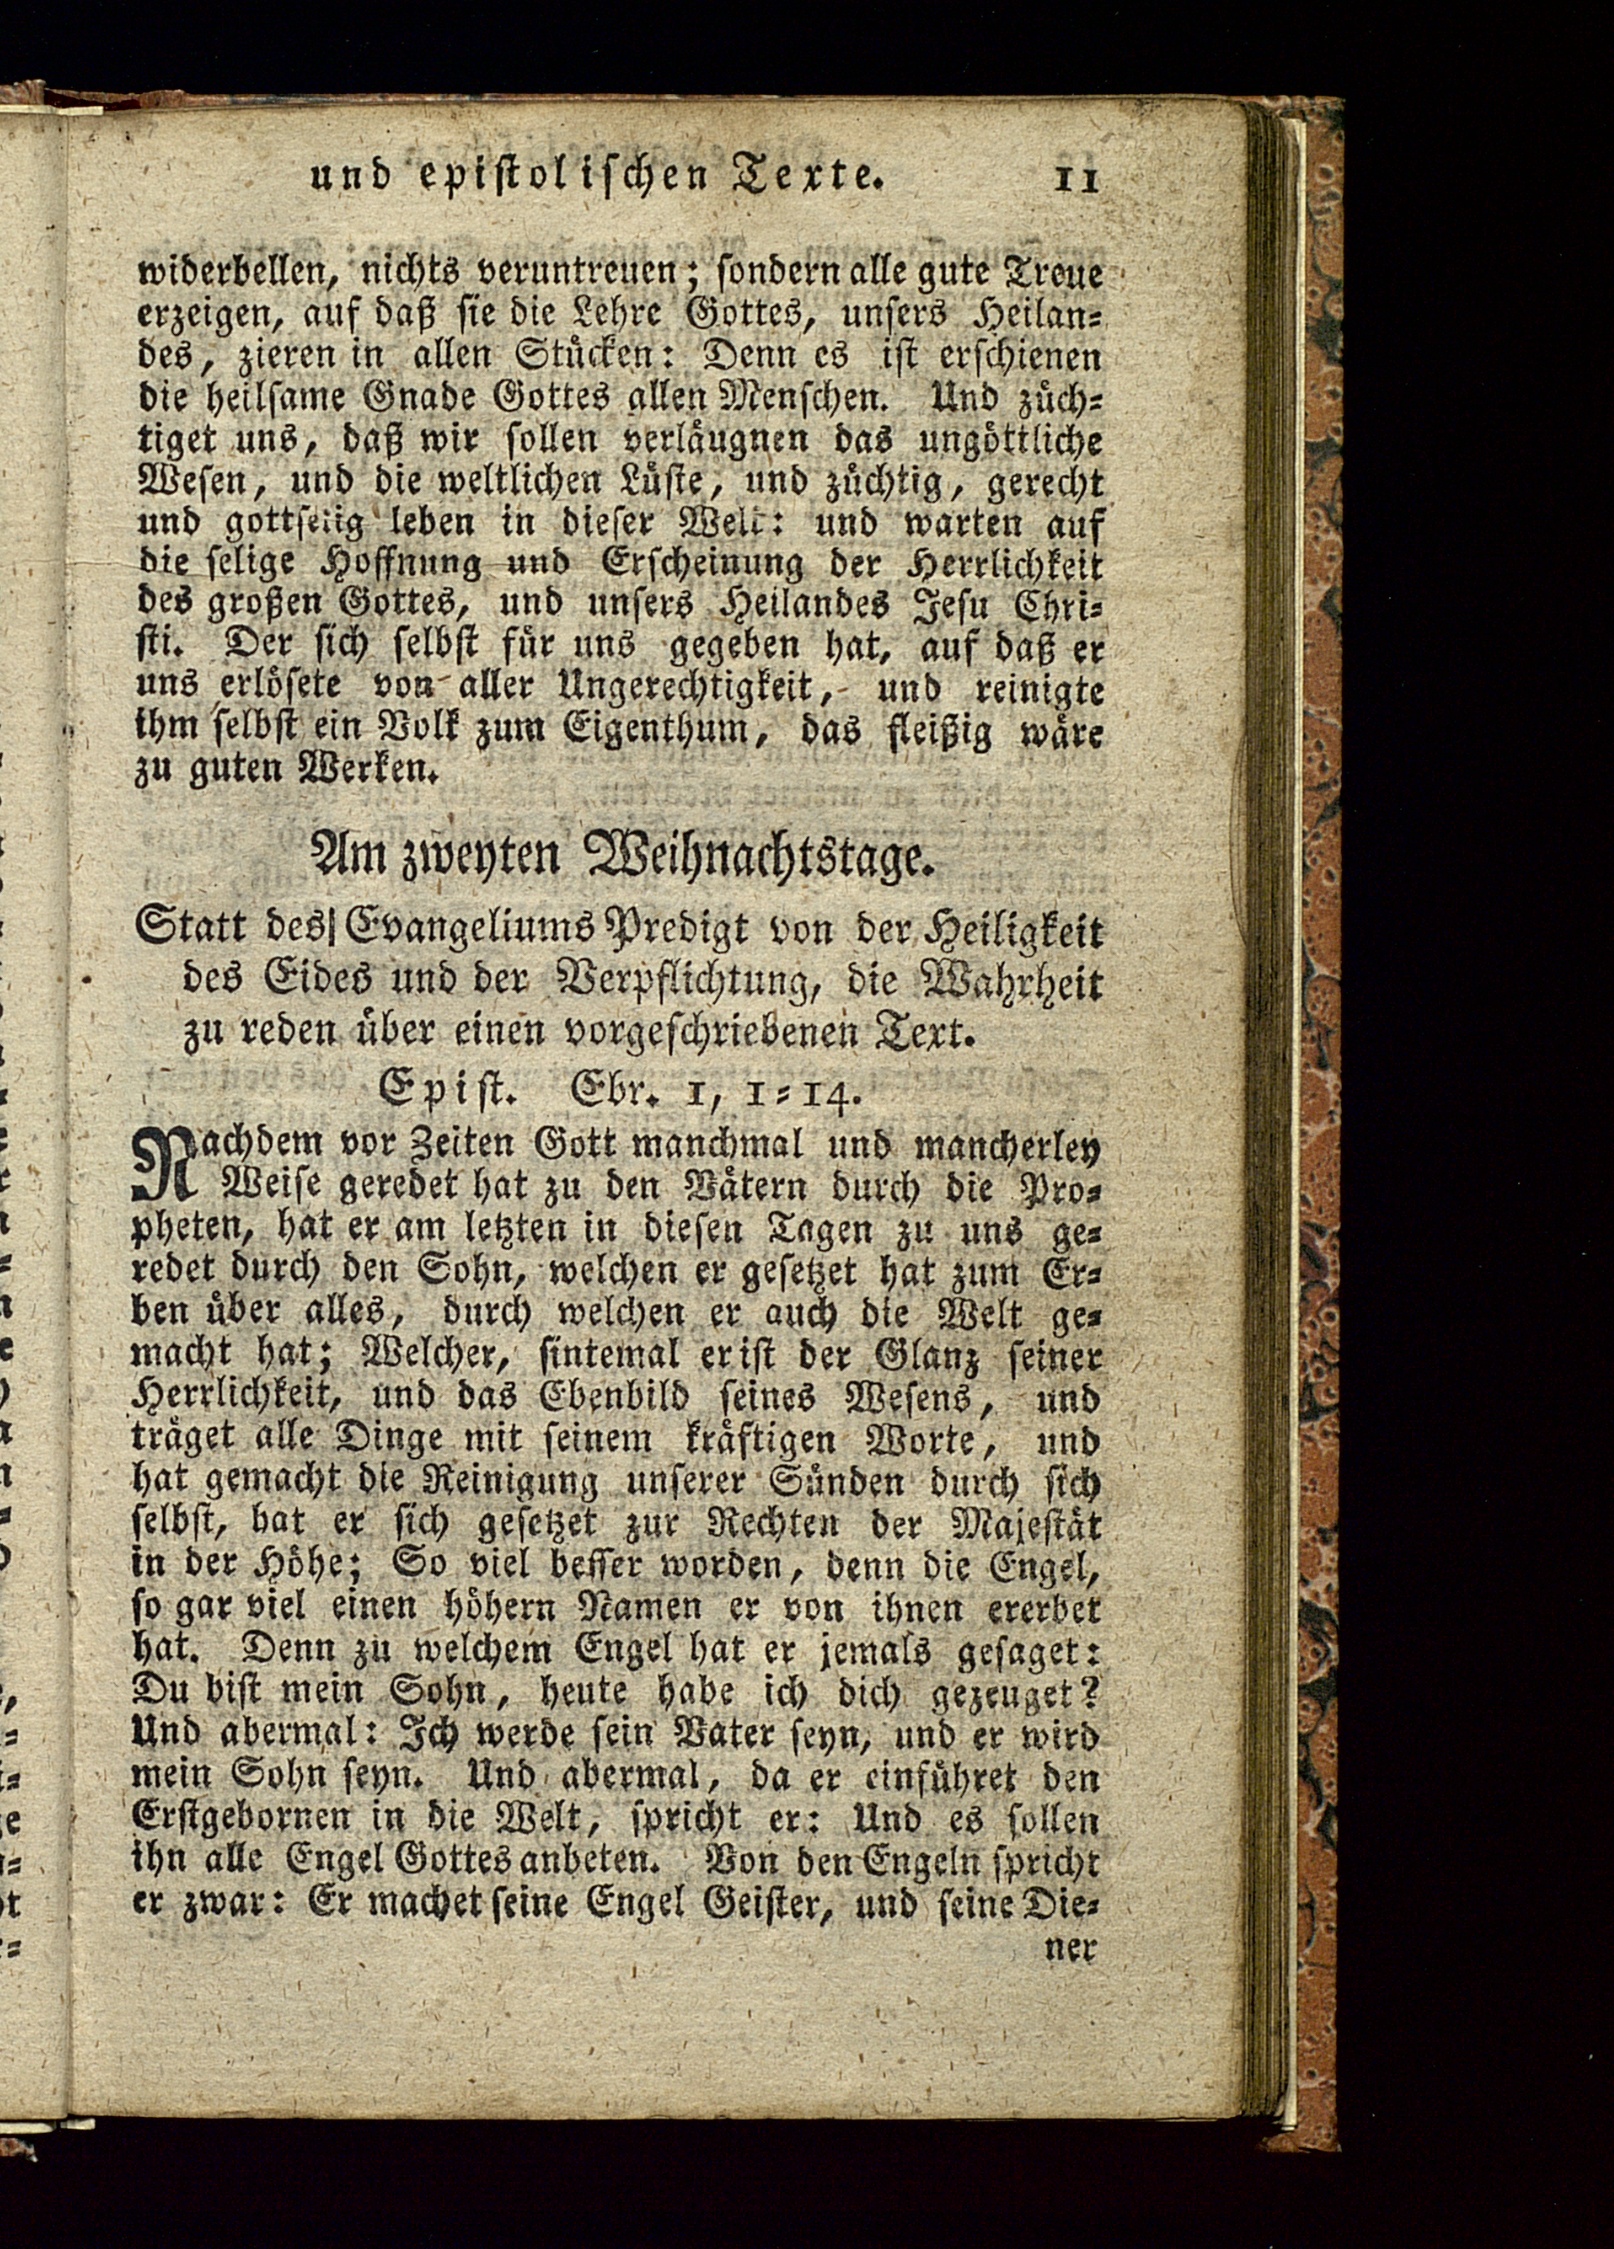 und epistolischen Texte. 11
widerbellen, nichts veruntreuen; sondern alle gute Treue
erzeigen, auf daß sie die Lehre Gottes, unsers Heilan-
des, zieren in allen Stücken: Denn es ist erschienen
die heilsame Gnade Gottes allen Menschen. Und züch-
tiget uns, daß wir sollen verläugnen das ungöttliche
Wesen, und die weltlichen Lüste, und züchtig, gerecht
und gottselig leben in dieser Welt: und warten auf
die selige Hoffnung und Erscheinung der Herrlichkeit
des großen Gottes, und unsers Heilandes Jesu Chri-
sti. Der sich selbst für uns gegeben hat, auf daß er
uns erlösete von aller Ungerechtigkeit, und reinigte
ihm selbst ein Volk zum Eigenthum, das fleißig wäre
zu guten Werken.
Am zweyten Weihnachtstage.
Statt des Evangeliums Predigt von der Heiligkeit
des Eides und der Verpflichtung, die Wahrheit
zu reden über einen vorgeschriebenen Text.
Epist. Ebr. 1, 1-14.
Nachdem vor Zeiten Gott manchmal und mancherley
Weise geredet hat zu den Vätern durch die Pro-
pheten, hat er am letzten in diesen Tagen zu uns ge-
redet durch den Sohn, welchen er gesetzet hat zum Er-
ben über alles, durch welchen er auch die Welt ge-
macht hat; Welcher, sintemal er ist der Glanz seiner
Herrlichkeit, und das Ebenbild seines Wesens, und
träget alle Dinge mit seinem kräftigen Worte, und
hat gemacht die Reinigung unserer Sünden durch sich
selbst, hat er sich gesetzet zur Rechten der Majestät
in der Höhe; So viel besser worden, denn die Engel,
so gar viel einen höhern Namen er von ihnen ererbet
hat. Denn zu welchem Engel hat er jemals gesaget:
Du bist mein Sohn, heute habe ich dich gezeuget?
Und abermal: Ich werde sein Vater seyn, und er wird
mein Sohn seyn. Und abermal, da er einführet den
Erstgebornen in die Welt, spricht er: Und es sollen
ihn alle Engel Gottes anbeten. Von den Engeln spricht
er zwar: Er machet seine Engel Geister, und seine Die-
ner